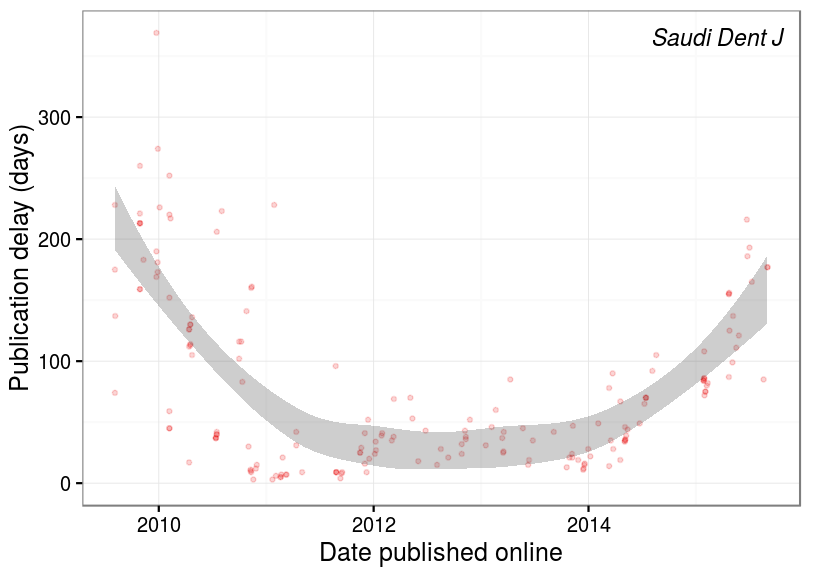 Saudi Dent J
Publication delay (days)
300
200
100
0
2010
2012
2014
Date published online